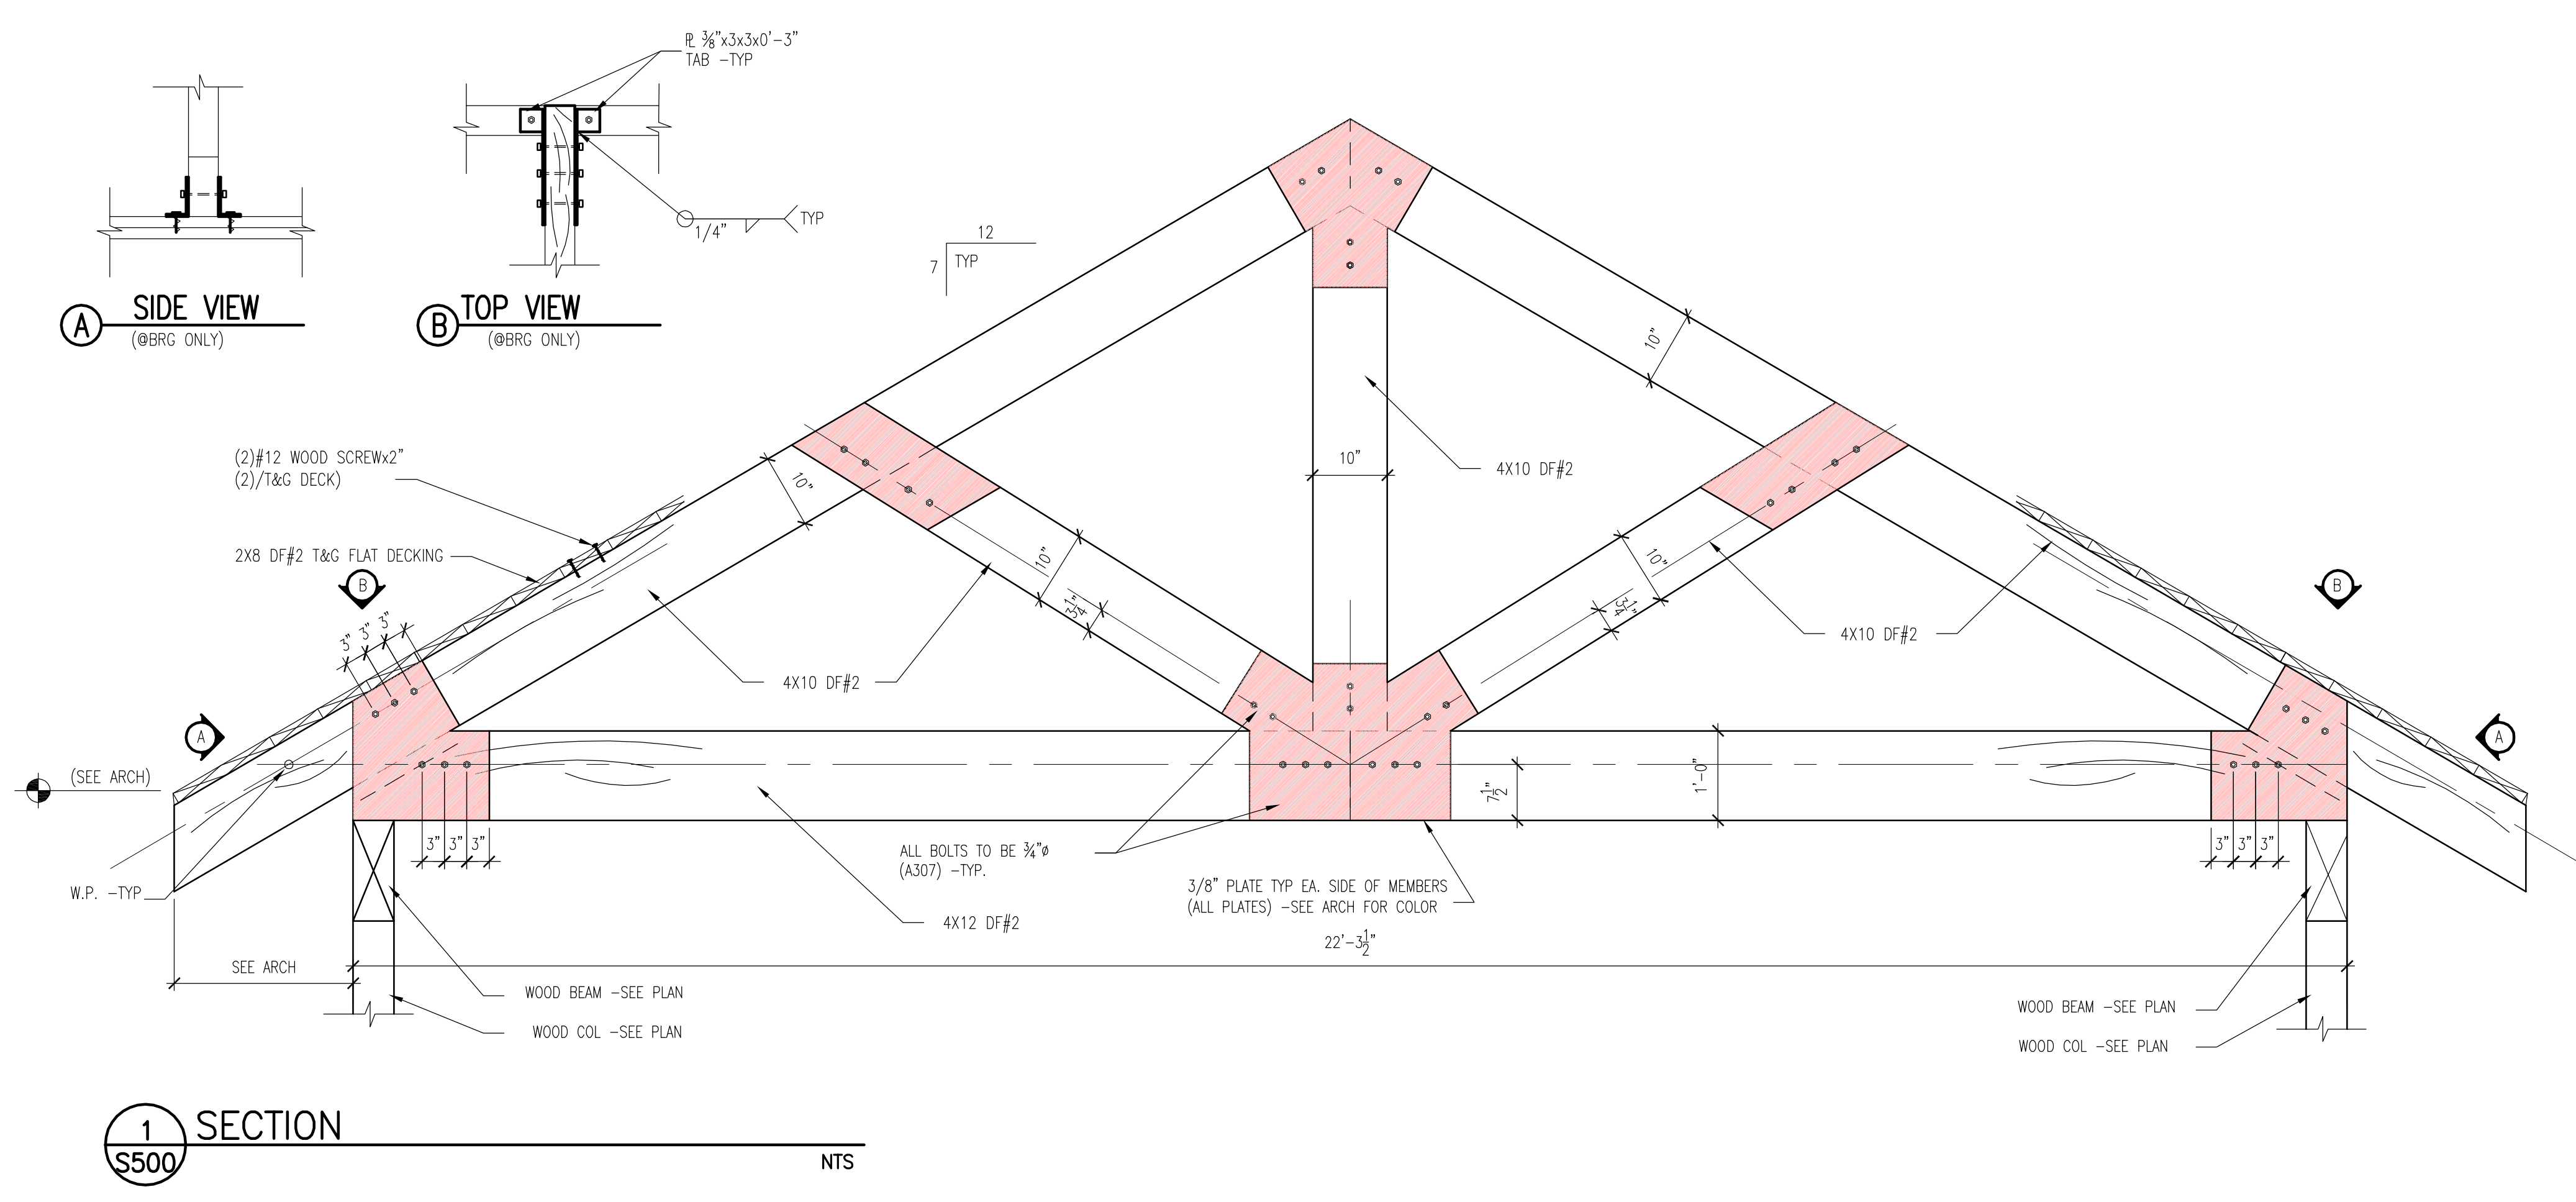 ℄ 3/8"x3x3x0'-3"
TAB -TYP
1/4"
TYP
A SIDE VIEW
(@BRG ONLY)
B TOP VIEW
(@BRG ONLY)
12
7
TYP
10"
(2)#12 WOOD SCREWx2"
(2)/T&G DECK)
2X8 DF#2 T&G FLAT DECKING
10"
10"
4X10 DF#2
B
3"
3"
3"
10"
3 1/4"
10"
3 1/4"
B
4X10 DF#2
4X10 DF#2
A
A
(SEE ARCH)
7 1/2"
1'-0"
W.P. -TYP
3"
3"
3"
3"
3"
3"
ALL BOLTS TO BE 3/4"ø
(A307) -TYP.
3/8" PLATE TYP EA. SIDE OF MEMBERS
(ALL PLATES) -SEE ARCH FOR COLOR
4X12 DF#2
22'-3 1/2"
SEE ARCH
WOOD BEAM -SEE PLAN
WOOD COL -SEE PLAN
WOOD BEAM -SEE PLAN
WOOD COL -SEE PLAN
1
S500
SECTION
NTS